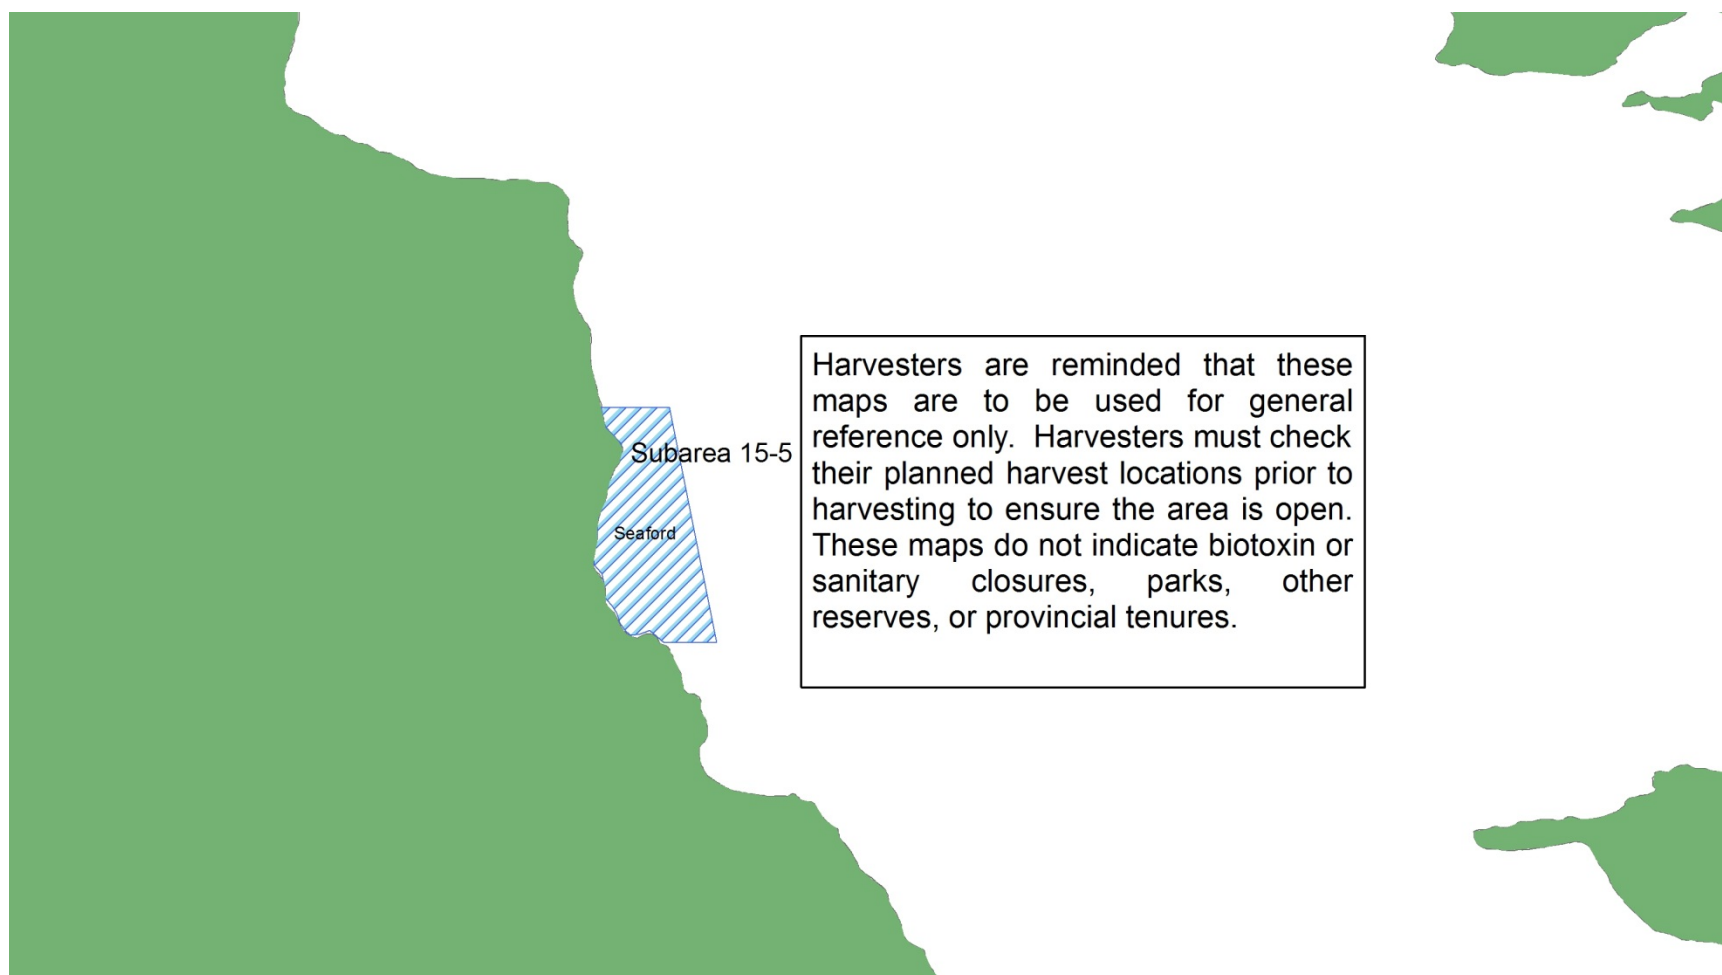 Subarea 15-5
Seaford
Harvesters are reminded that these
maps are to be used for general
reference only. Harvesters must check
their planned harvest locations prior to
harvesting to ensure the area is open.
These maps do not indicate biotoxin or
sanitary closures, parks, other
reserves, or provincial tenures.